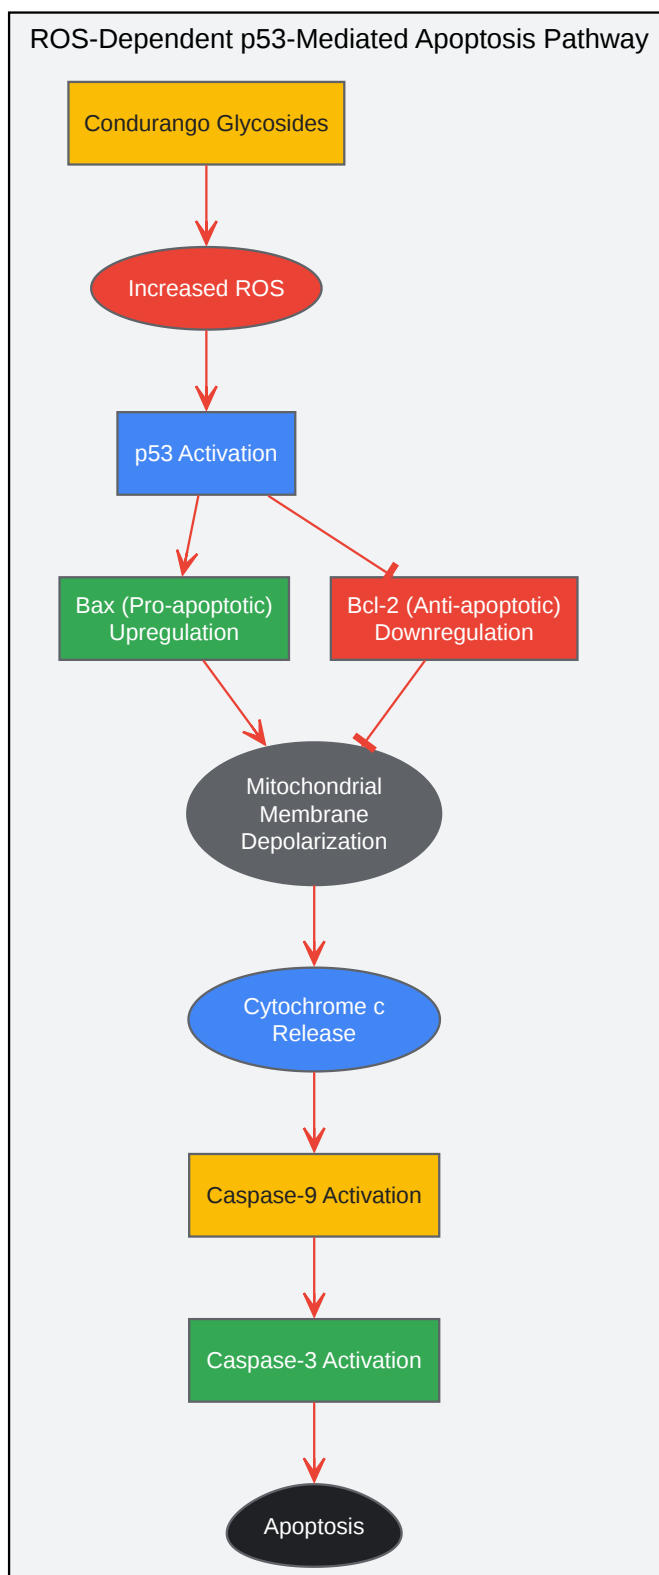 ROS-Dependent p53-Mediated Apoptosis Pathway
Condurango Glycosides
Increased ROS
p53 Activation
Bax (Pro-apoptotic)
Upregulation
Bcl-2 (Anti-apoptotic)
Downregulation
Mitochondrial
Membrane
Depolarization
Cytochrome c
Release
Caspase-9 Activation
Caspase-3 Activation
Apoptosis